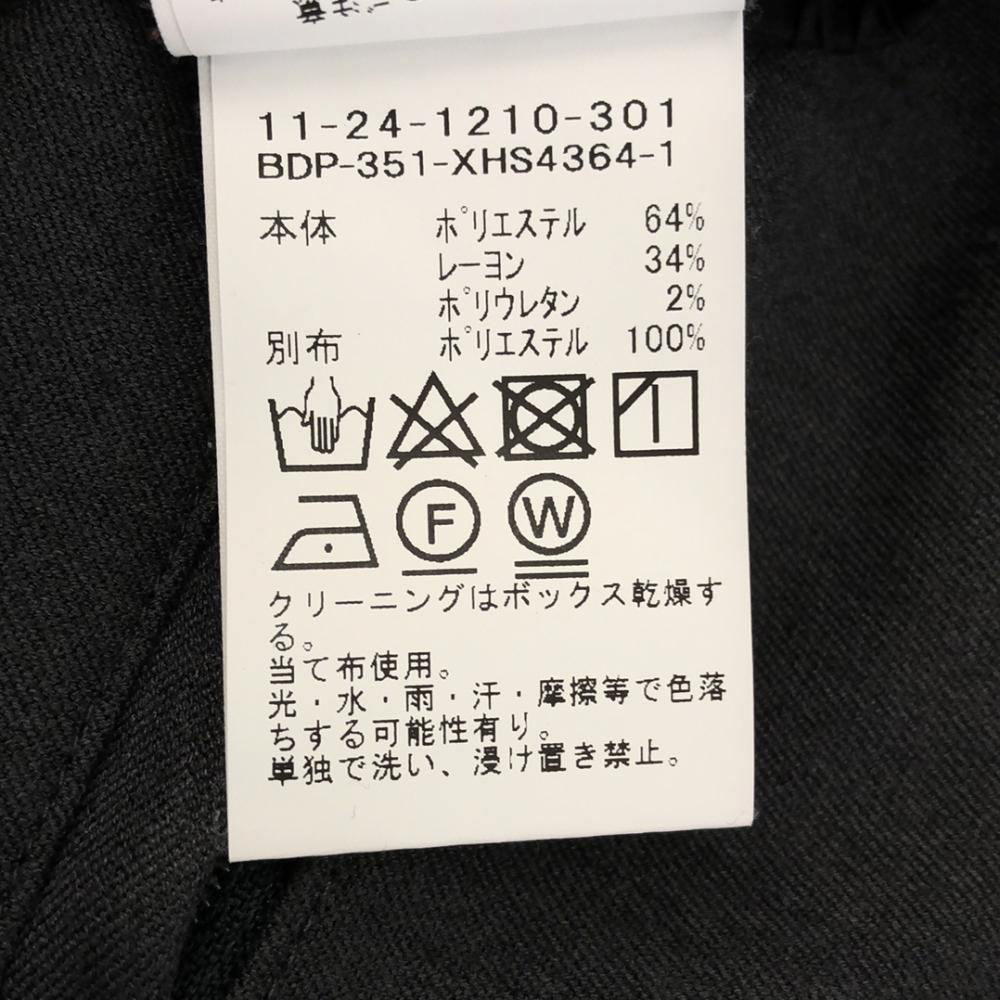 意注ご
11-24-1210-301
BDP-351-XHS4364-1
本体 ポリエステル 64%
レーヨン 34%
ポリウレタン 2%
別布 ポリエステル 100%
F W
クリーニングはボックス乾燥す
る。
当て布使用。
光・水・雨・汗・摩擦等で色落
ちする可能性有り。
単独で洗い、浸け置き禁止。